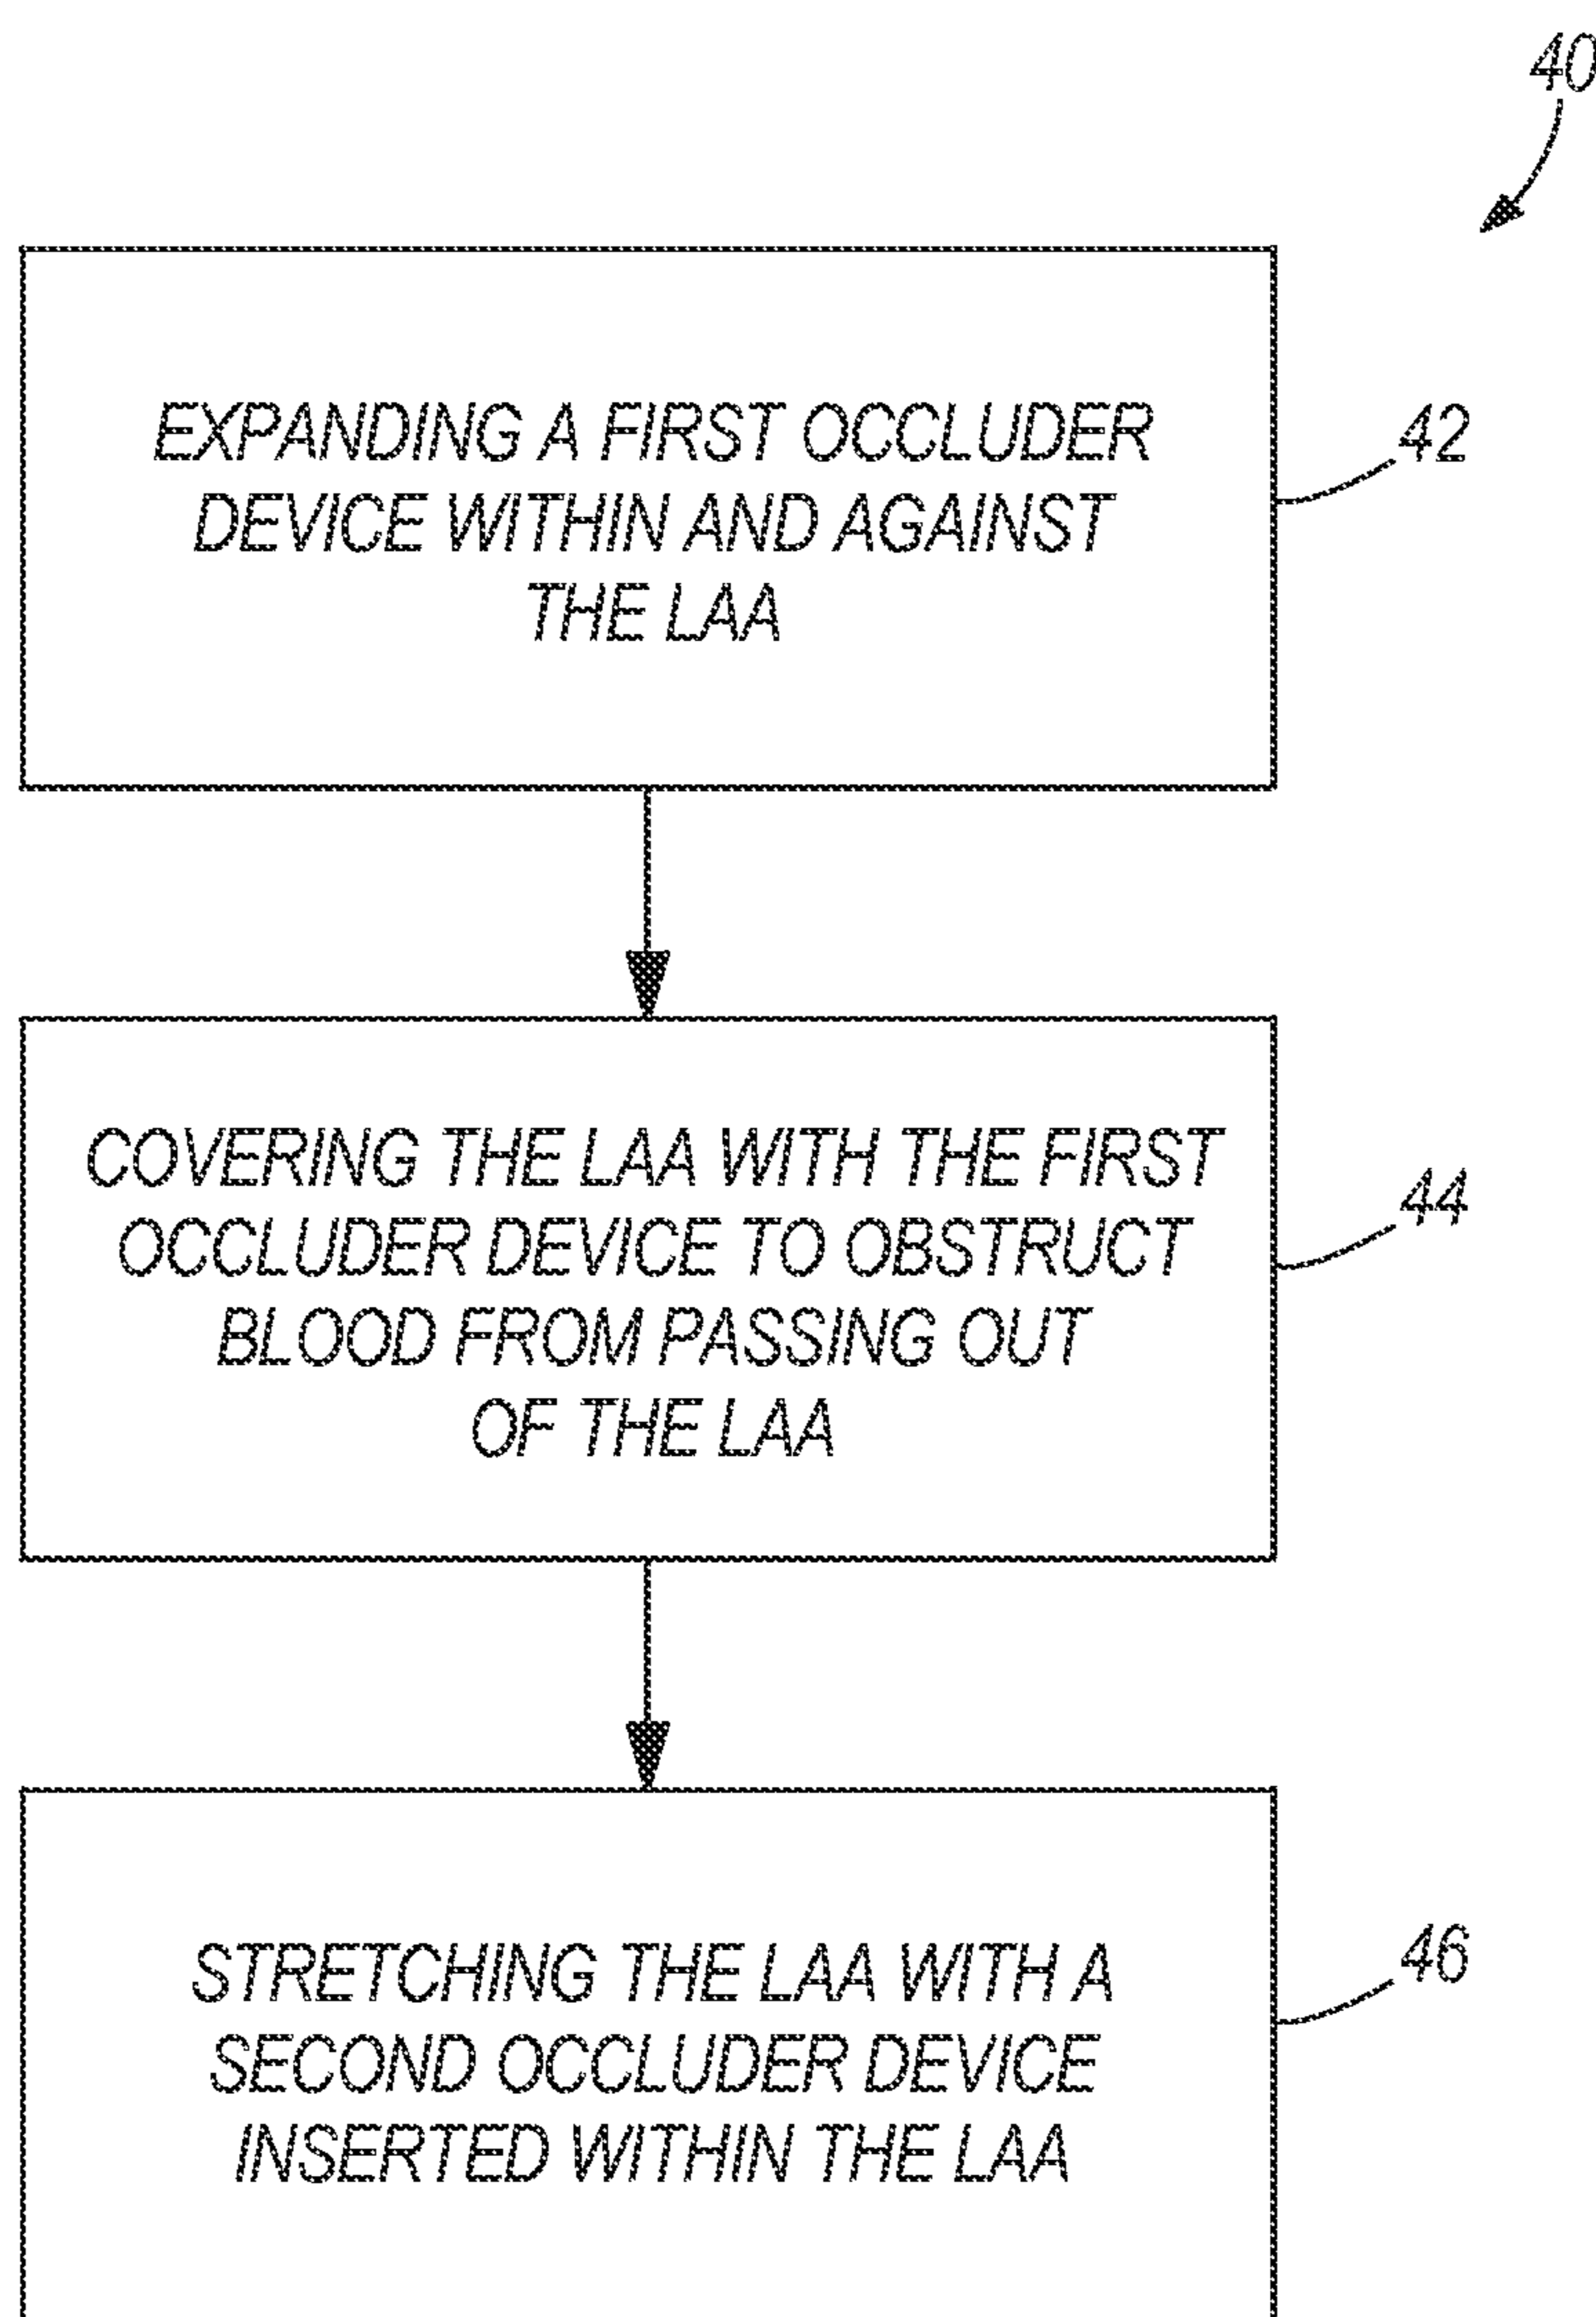 40
EXPANDING A FIRST OCCLUDER
DEVICE WITHIN AND AGAINST
THE LAA
42
COVERING THE LAA WITH THE FIRST
OCCLUDER DEVICE TO OBSTRUCT
BLOOD FROM PASSING OUT
OF THE LAA
44
STRETCHING THE LAA WITH A
SECOND OCCLUDER DEVICE
INSERTED WITHIN THE LAA
46